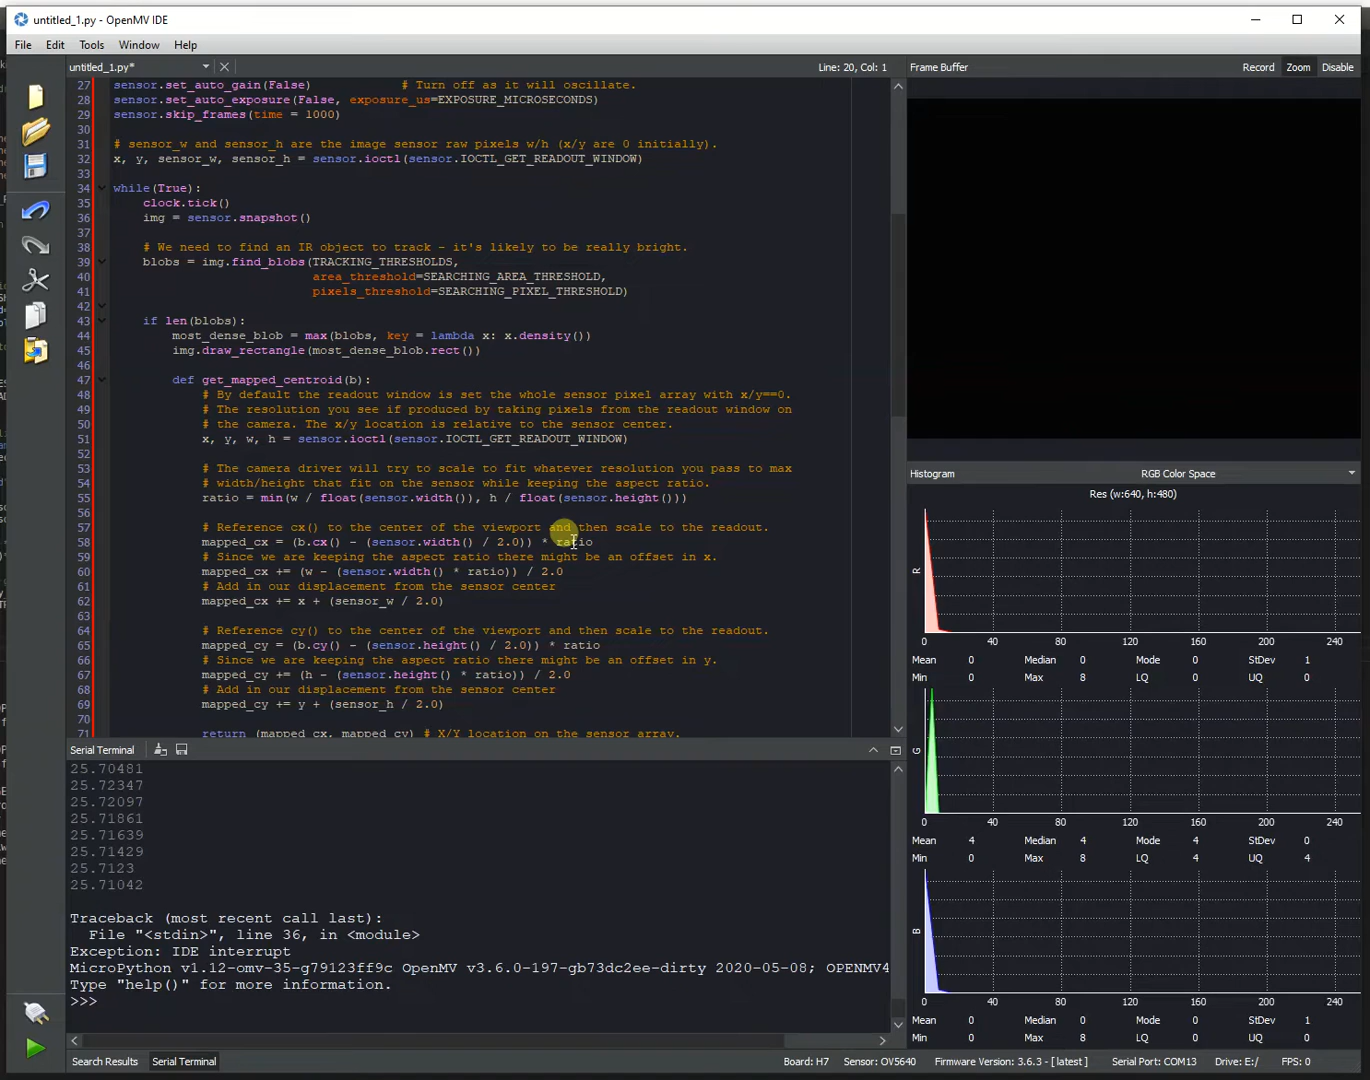 untitled_1.py - OpenMV IDE
File Edit Tools Window Help
untitled_1.py* Line: 20, Col: 1 Frame Buffer Record Zoom Disable
27 sensor.set_auto_gain(False) # Turn off as it will oscillate.
28 sensor.set_auto_exposure(False, exposure_us=EXPOSURE_MICROSECONDS)
29 sensor.skip_frames(time = 1000)
30
31 # sensor_w and sensor_h are the image sensor raw pixels w/h (x/y are 0 initially).
32 x, y, sensor_w, sensor_h = sensor.ioctl(sensor.IOCTL_GET_READOUT_WINDOW)
33
34 while(True):
35 clock.tick()
36 img = sensor.snapshot()
37
38 # We need to find an IR object to track - it's likely to be really bright.
39 blobs = img.find_blobs(TRACKING_THRESHOLDS,
40 area_threshold=SEARCHING_AREA_THRESHOLD,
41 pixels_threshold=SEARCHING_PIXEL_THRESHOLD)
42
43 if len(blobs):
44 most_dense_blob = max(blobs, key = lambda x: x.density())
45 img.draw_rectangle(most_dense_blob.rect())
46
47 def get_mapped_centroid(b):
48 # By default the readout window is set the whole sensor pixel array with x/y==0.
49 # The resolution you see if produced by taking pixels from the readout window on
50 # the camera. The x/y location is relative to the sensor center.
51 x, y, w, h = sensor.ioctl(sensor.IOCTL_GET_READOUT_WINDOW)
52
53 # The camera driver will try to scale to fit whatever resolution you pass to max
54 # width/height that fit on the sensor while keeping the aspect ratio.
55 ratio = min(w / float(sensor.width()), h / float(sensor.height()))
56
57 # Reference cx() to the center of the viewport and then scale to the readout.
58 mapped_cx = (b.cx() - (sensor.width() / 2.0)) * ratio
59 # Since we are keeping the aspect ratio there might be an offset in x.
60 mapped_cx += (w - (sensor.width() * ratio)) / 2.0
61 # Add in our displacement from the sensor center
62 mapped_cx += x + (sensor_w / 2.0)
63
64 # Reference cy() to the center of the viewport and then scale to the readout.
65 mapped_cy = (b.cy() - (sensor.height() / 2.0)) * ratio
66 # Since we are keeping the aspect ratio there might be an offset in y.
67 mapped_cy += (h - (sensor.height() * ratio)) / 2.0
68 # Add in our displacement from the sensor center
69 mapped_cy += y + (sensor_h / 2.0)
70
71 return (mapped_cx, mapped_cy) # X/Y location on the sensor array.
Serial Terminal
25.70481
25.72347
25.72097
25.71861
25.71639
25.71429
25.7123
25.71042
Traceback (most recent call last):
File "<stdin>", line 36, in <module>
Exception: IDE interrupt
MicroPython v1.12-omv-35-g79123ff9c OpenMV v3.6.0-197-gb73dc2ee-dirty 2020-05-08; OPENMV4
Type "help()" for more information.
>>>
Histogram RGB Color Space
Res (w:640, h:480)
R
0 40 80 120 160 200 240
Mean 0 Median 0 Mode 0 StDev 1
Min 0 Max 8 LQ 0 UQ 0
G
0 40 80 120 160 200 240
Mean 4 Median 4 Mode 4 StDev 0
Min 0 Max 8 LQ 4 UQ 4
B
0 40 80 120 160 200 240
Mean 0 Median 0 Mode 0 StDev 1
Min 0 Max 8 LQ 0 UQ 0
Search Results Serial Terminal Board: H7 Sensor: OV5640 Firmware Version: 3.6.3 - [ latest ] Serial Port: COM13 Drive: E:/ FPS: 0